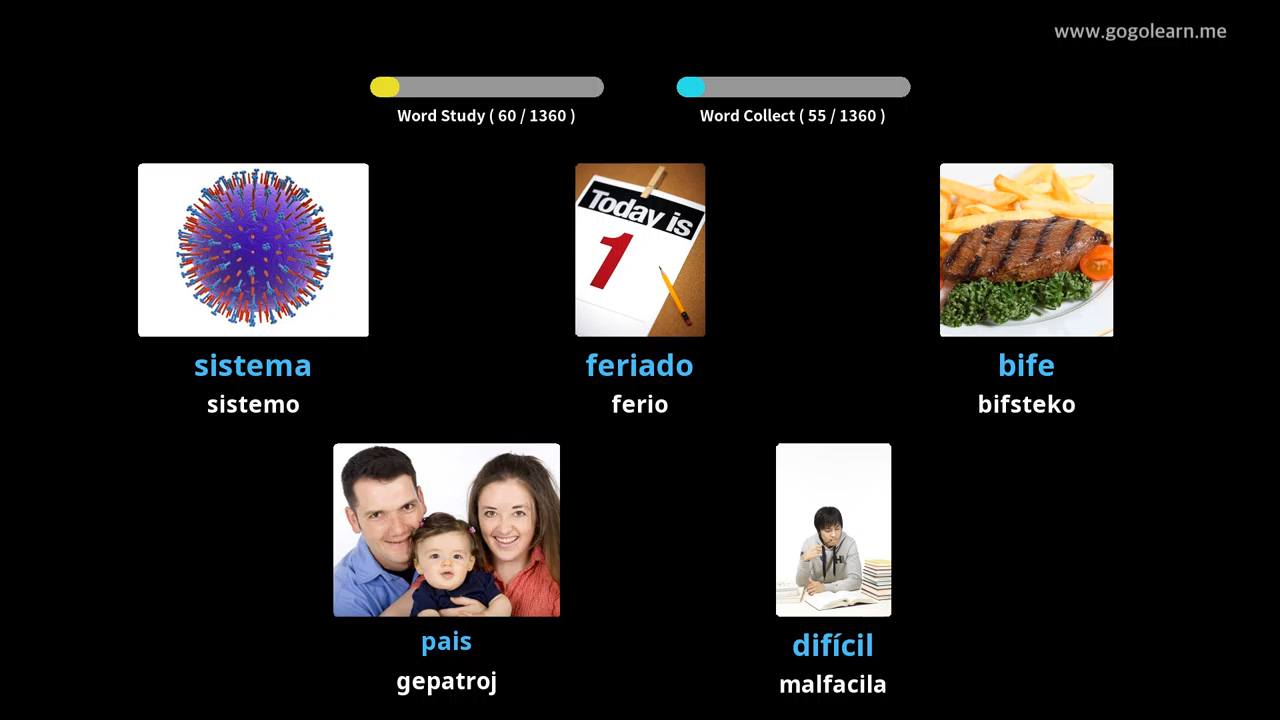 www.gogolearn.me
Word Study ( 60 / 1360 )
Word Collect ( 55 / 1360 )
Today is
1
sistema
feriado
bife
sistemo
ferio
bifsteko
pais
difícil
gepatroj
malfacila